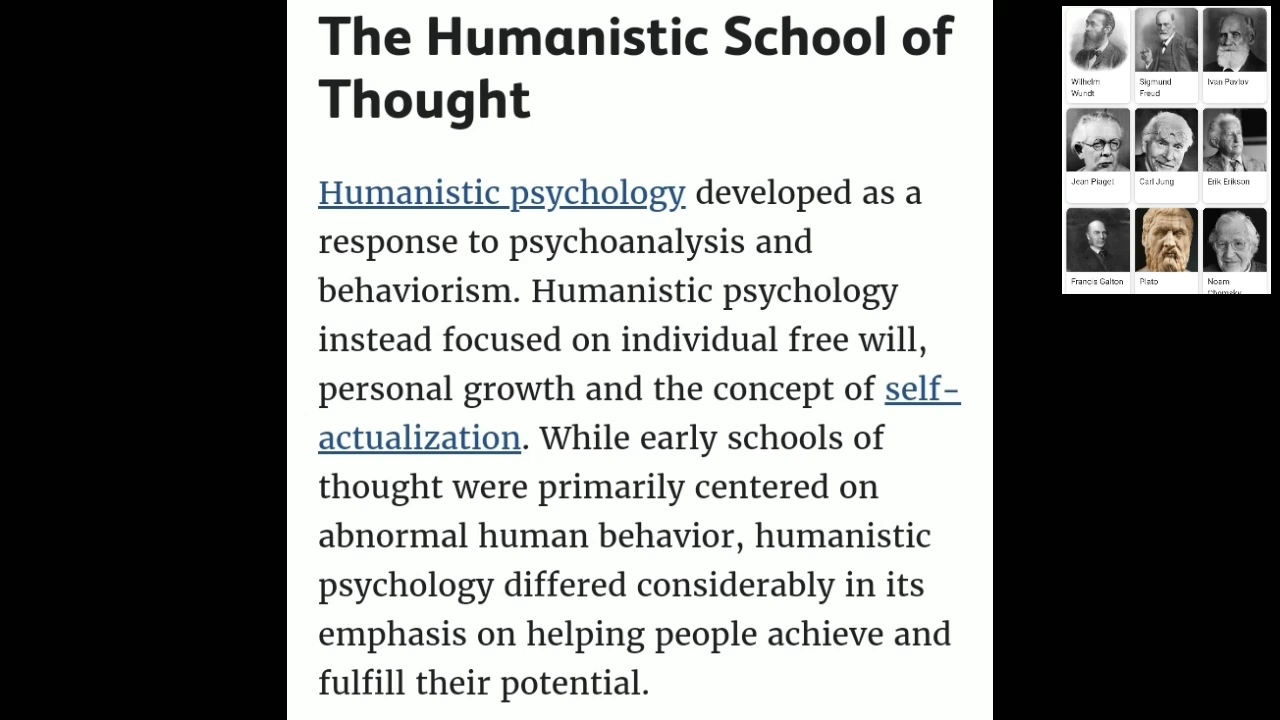 The Humanistic School of
Thought
Humanistic psychology developed as a
response to psychoanalysis and
behaviorism. Humanistic psychology
instead focused on individual free will,
personal growth and the concept of self-
actualization. While early schools of
thought were primarily centered on
abnormal human behavior, humanistic
psychology differed considerably in its
emphasis on helping people achieve and
fulfill their potential.
Wilhelm
Wundt
Sigmund
Freud
Ivan Pavlov
Jean Piaget
Carl Jung
Erik Erikson
Francis Galton
Plato
Noam
Chomsky